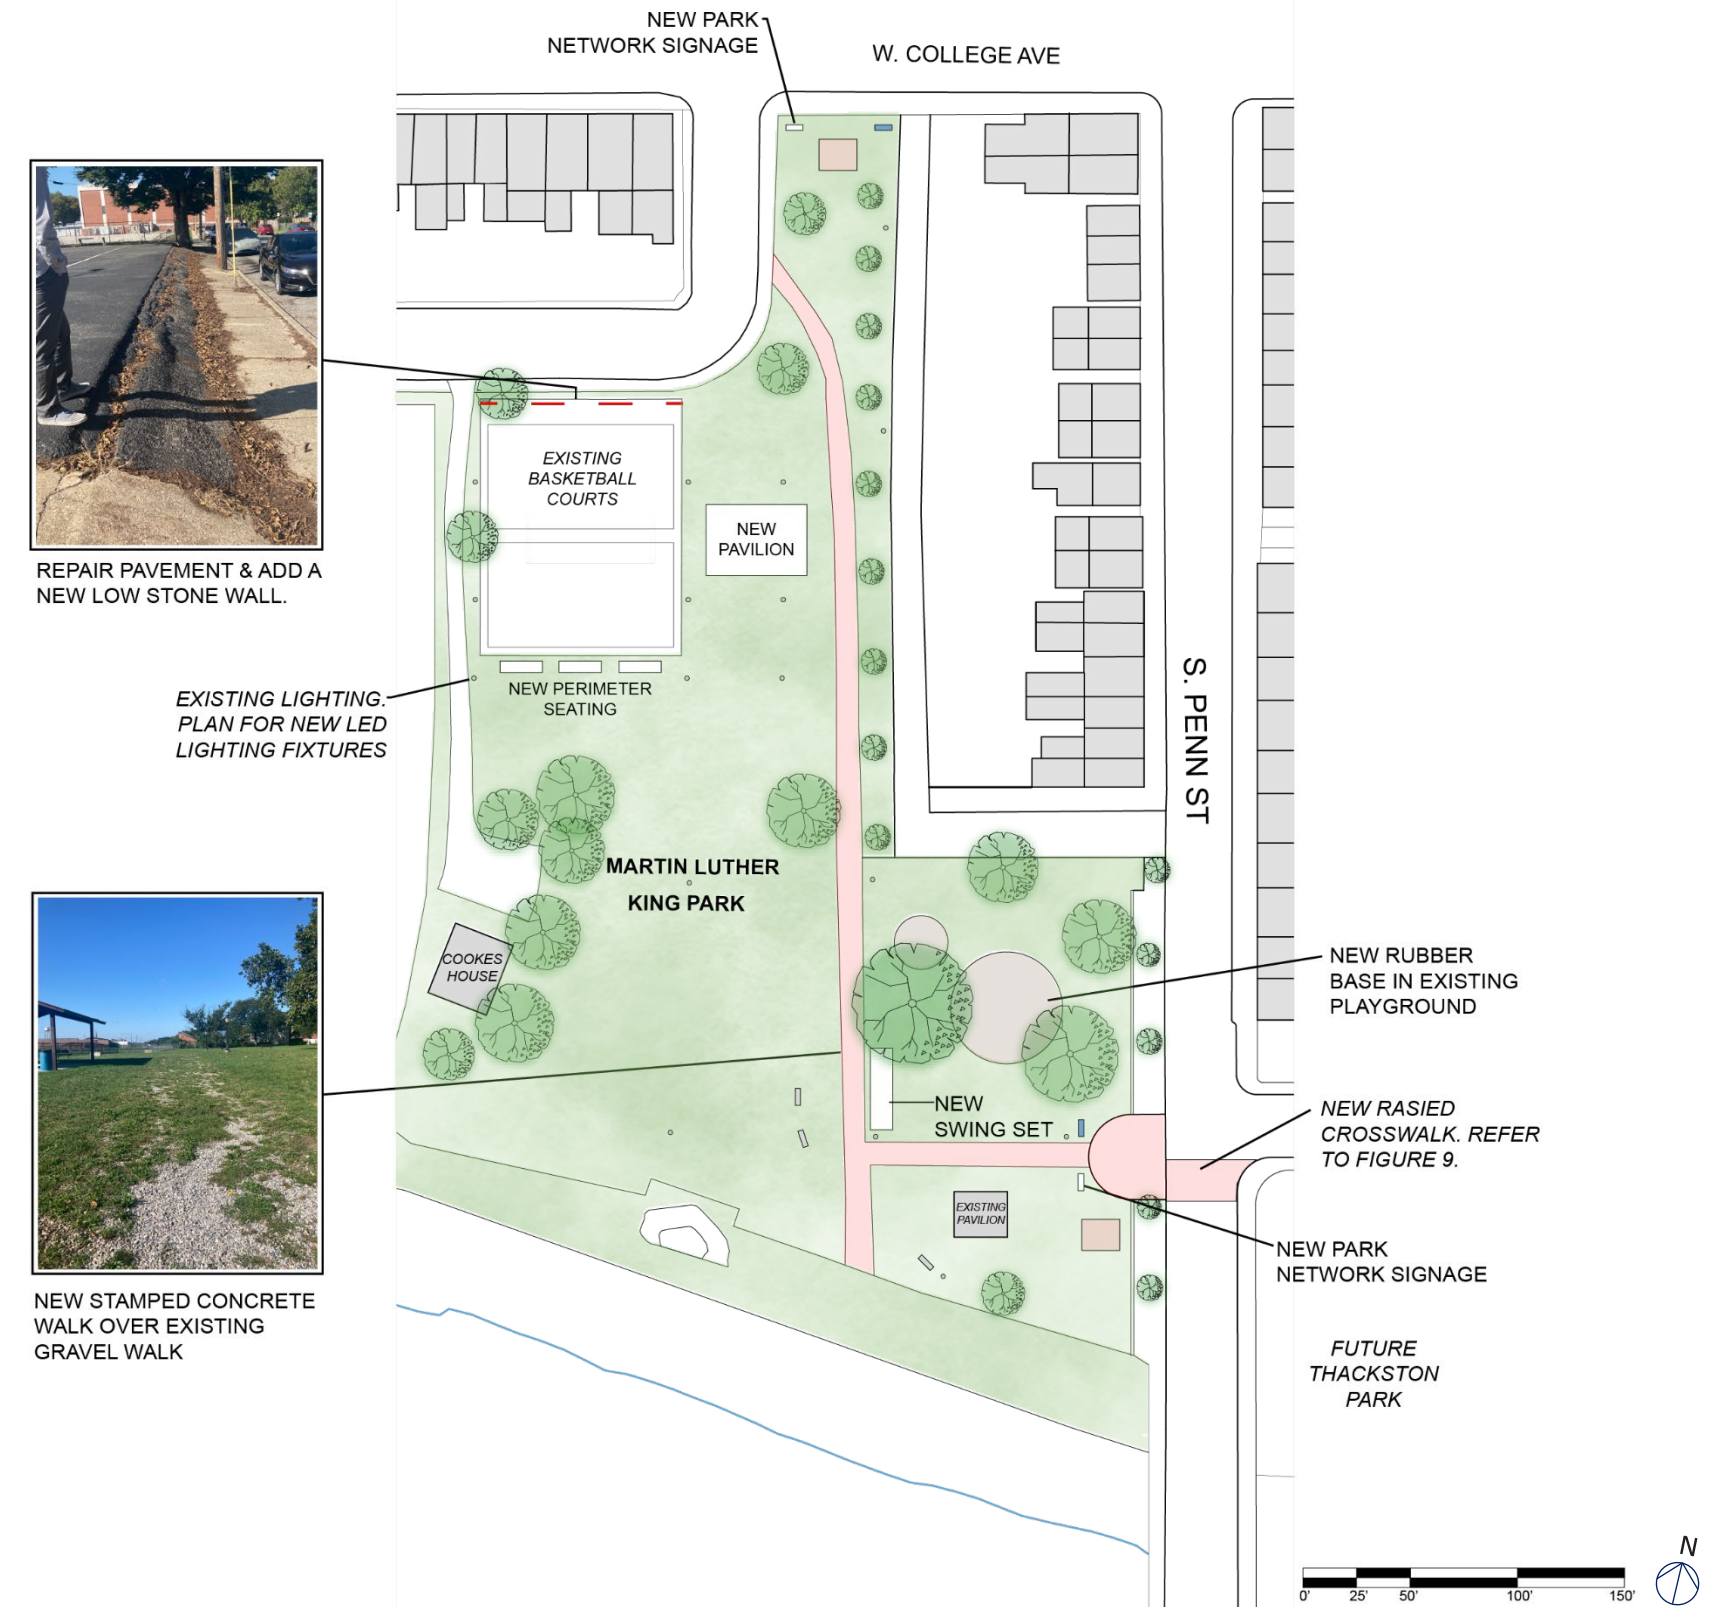 NEW PARK
NETWORK SIGNAGE
W. COLLEGE AVE
EXISTING
BASKETBALL
COURTS
NEW
PAVILION
REPAIR PAVEMENT & ADD A
NEW LOW STONE WALL.
EXISTING LIGHTING.
PLAN FOR NEW LED
LIGHTING FIXTURES
NEW PERIMETER
SEATING
S. PENN ST
MARTIN LUTHER
KING PARK
COOKES
HOUSE
NEW RUBBER
BASE IN EXISTING
PLAYGROUND
NEW
SWING SET
NEW RASIED
CROSSWALK. REFER
TO FIGURE 9.
EXISTING
PAVILION
NEW PARK
NETWORK SIGNAGE
NEW STAMPED CONCRETE
WALK OVER EXISTING
GRAVEL WALK
FUTURE
THACKSTON
PARK
N
0' 25' 50' 100' 150'